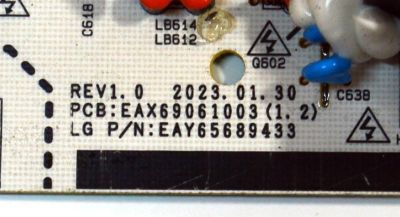 C618
LB614
LB612
Q602
C638
REV1.0 2023.01.30
PCB:EAX69061003(1.2)
LG P/N:EAY65689433